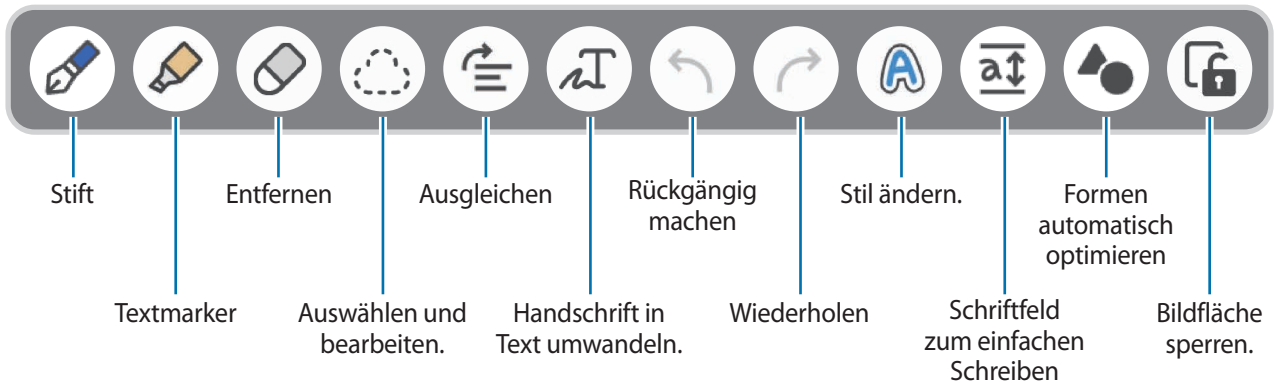 Stift
Entfernen
Ausgleichen
Rückgängig
machen
Stil ändern.
Formen
automatisch
optimieren
Textmarker
Auswählen und
bearbeiten.
Handschrift in
Text umwandeln.
Wiederholen
Schriftfeld
zum einfachen
Schreiben
Bildfläche
sperren.